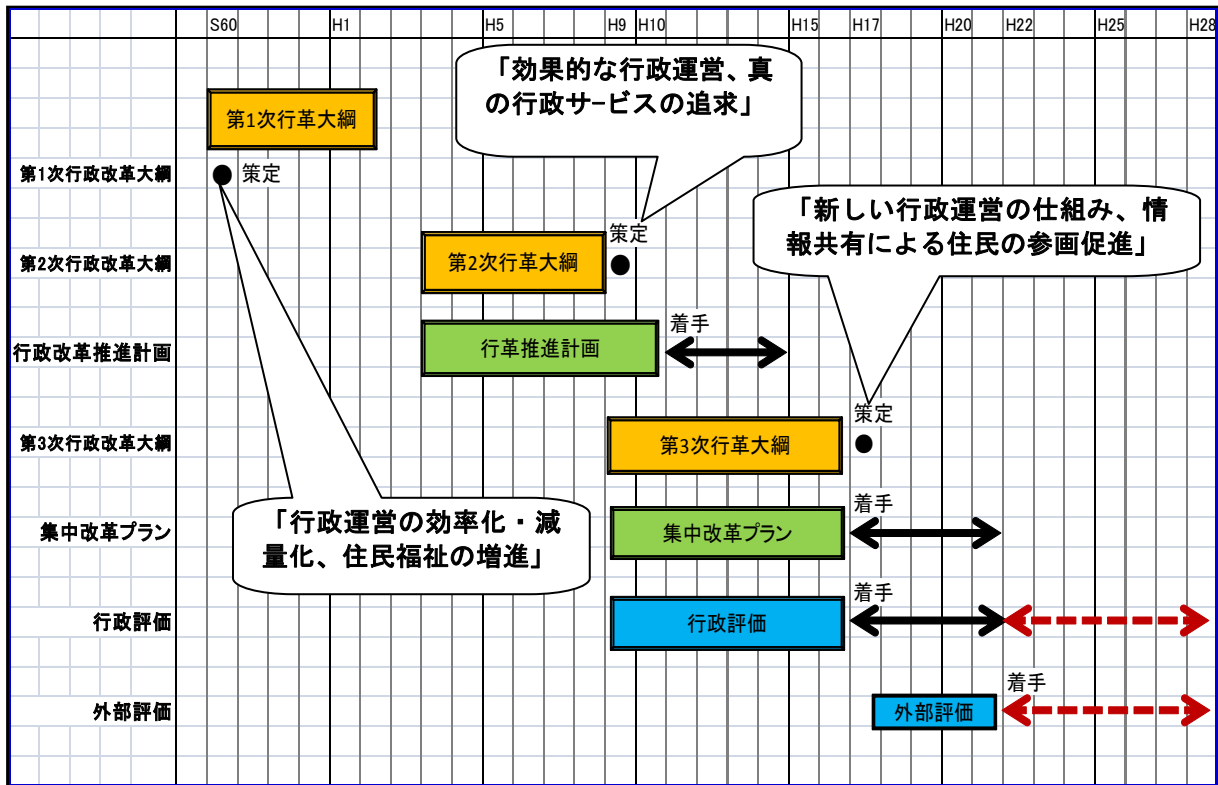 S60 H1 H5 H9 H10 H15 H17 H20 H22 H25 H28
「効果的な行政運営、真
の行政サービスの追求」
第1次行革大綱
第1次行政改革大綱
策定
「新しい行政運営の仕組み、情
報共有による住民の参画促進」
策定
第2次行政改革大綱
第2次行革大綱
着手
行政改革推進計画
行革推進計画
策定
第3次行政改革大綱
第3次行革大綱
着手
「行政運営の効率化・減
量化、住民福祉の増進」
集中改革プラン
集中改革プラン
着手
行政評価
行政評価
着手
外部評価
外部評価